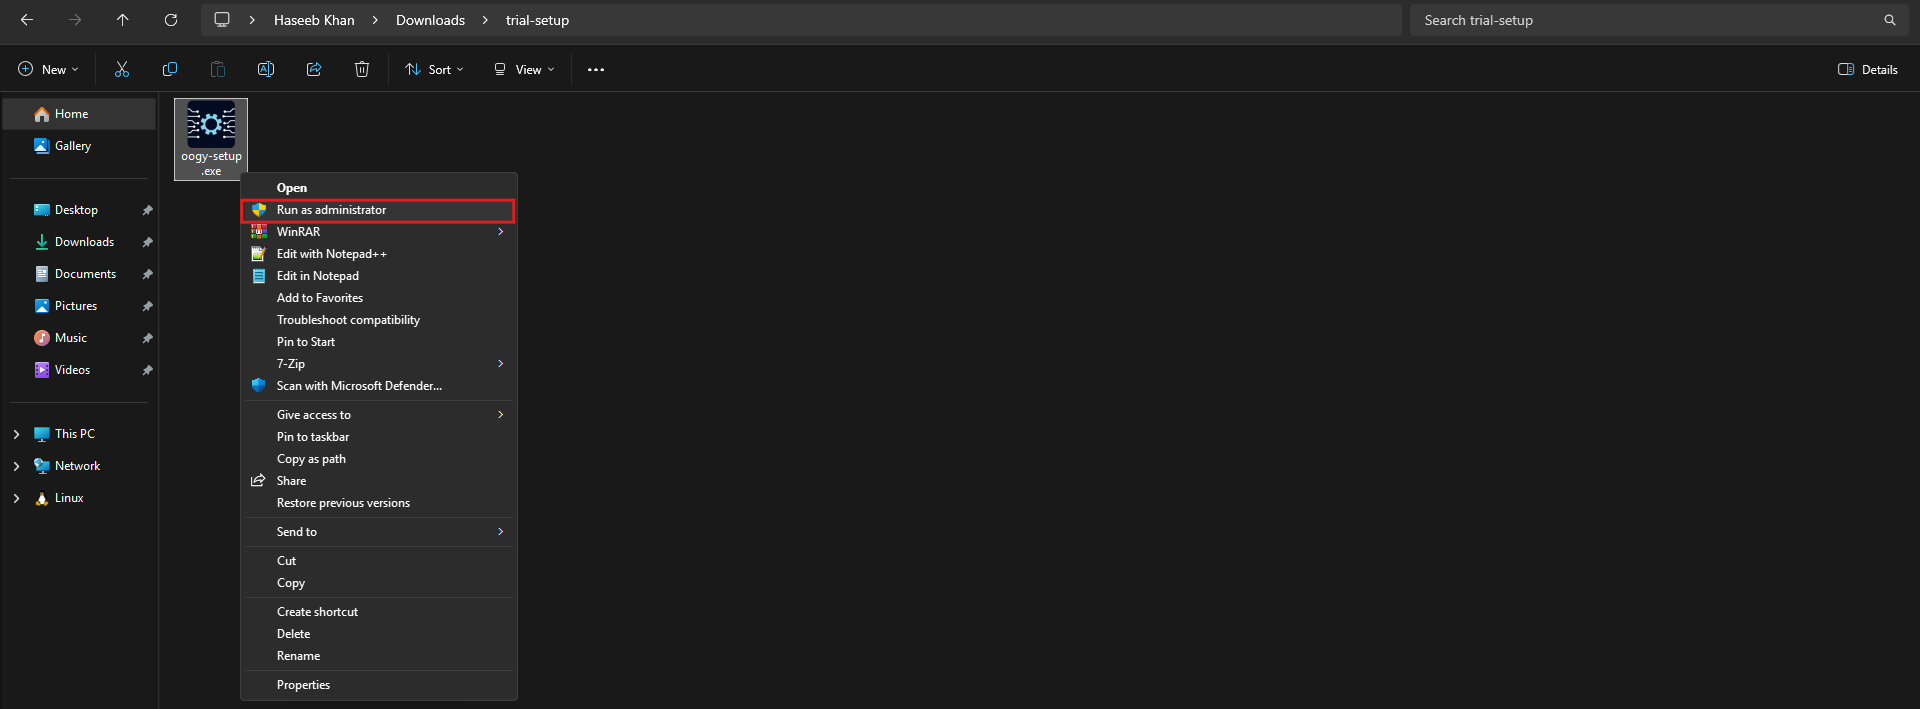 Haseeb Khan > Downloads > trial-setup
Search trial-setup
New
Sort
View
Details
Home
Gallery
Desktop
Downloads
Documents
Pictures
Music
Videos
This PC
Network
Linux
oogy-setup
.exe
Open
Run as administrator
WinRAR
Edit with Notepad++
Edit in Notepad
Add to Favorites
Troubleshoot compatibility
Pin to Start
7-Zip
Scan with Microsoft Defender...
Give access to
Pin to taskbar
Copy as path
Share
Restore previous versions
Send to
Cut
Copy
Create shortcut
Delete
Rename
Properties